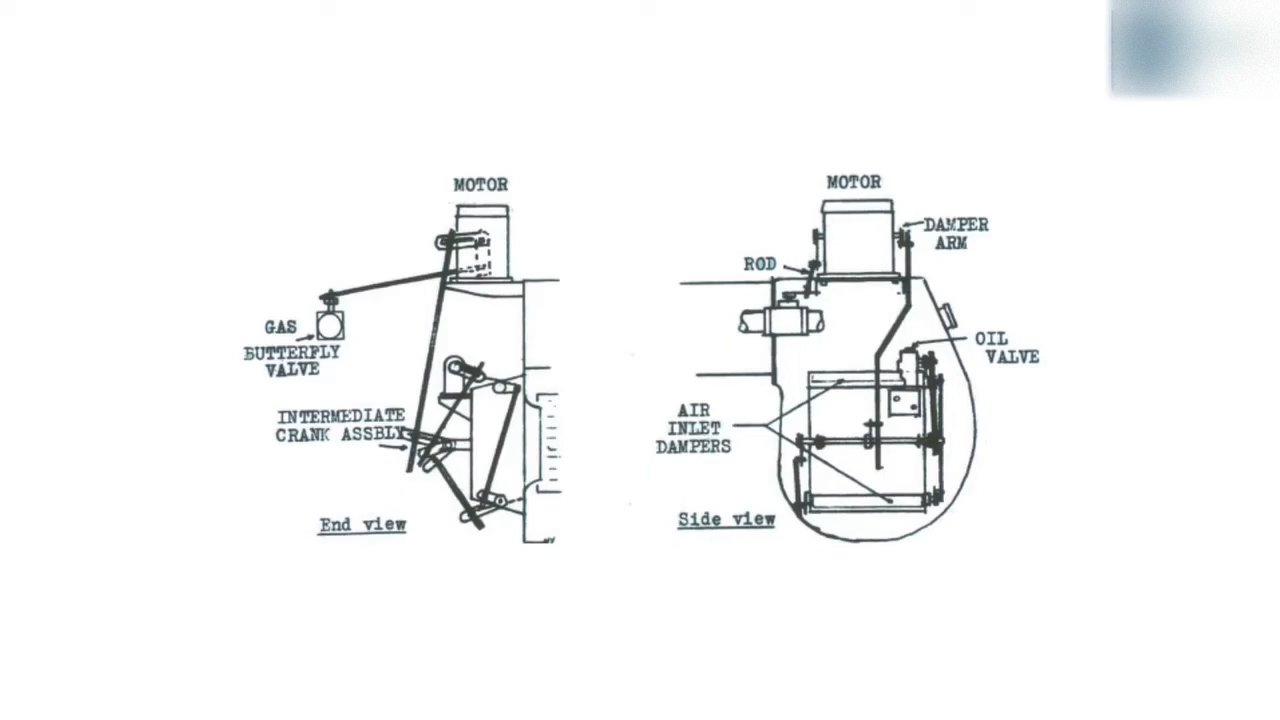 MOTOR
GAS
BUTTERFLY
VALVE
INTERMEDIATE
CRANK ASSBLY
End view
MOTOR
DAMPER
ARM
ROD
OIL
VALVE
AIR
INLET
DAMPERS
Side view